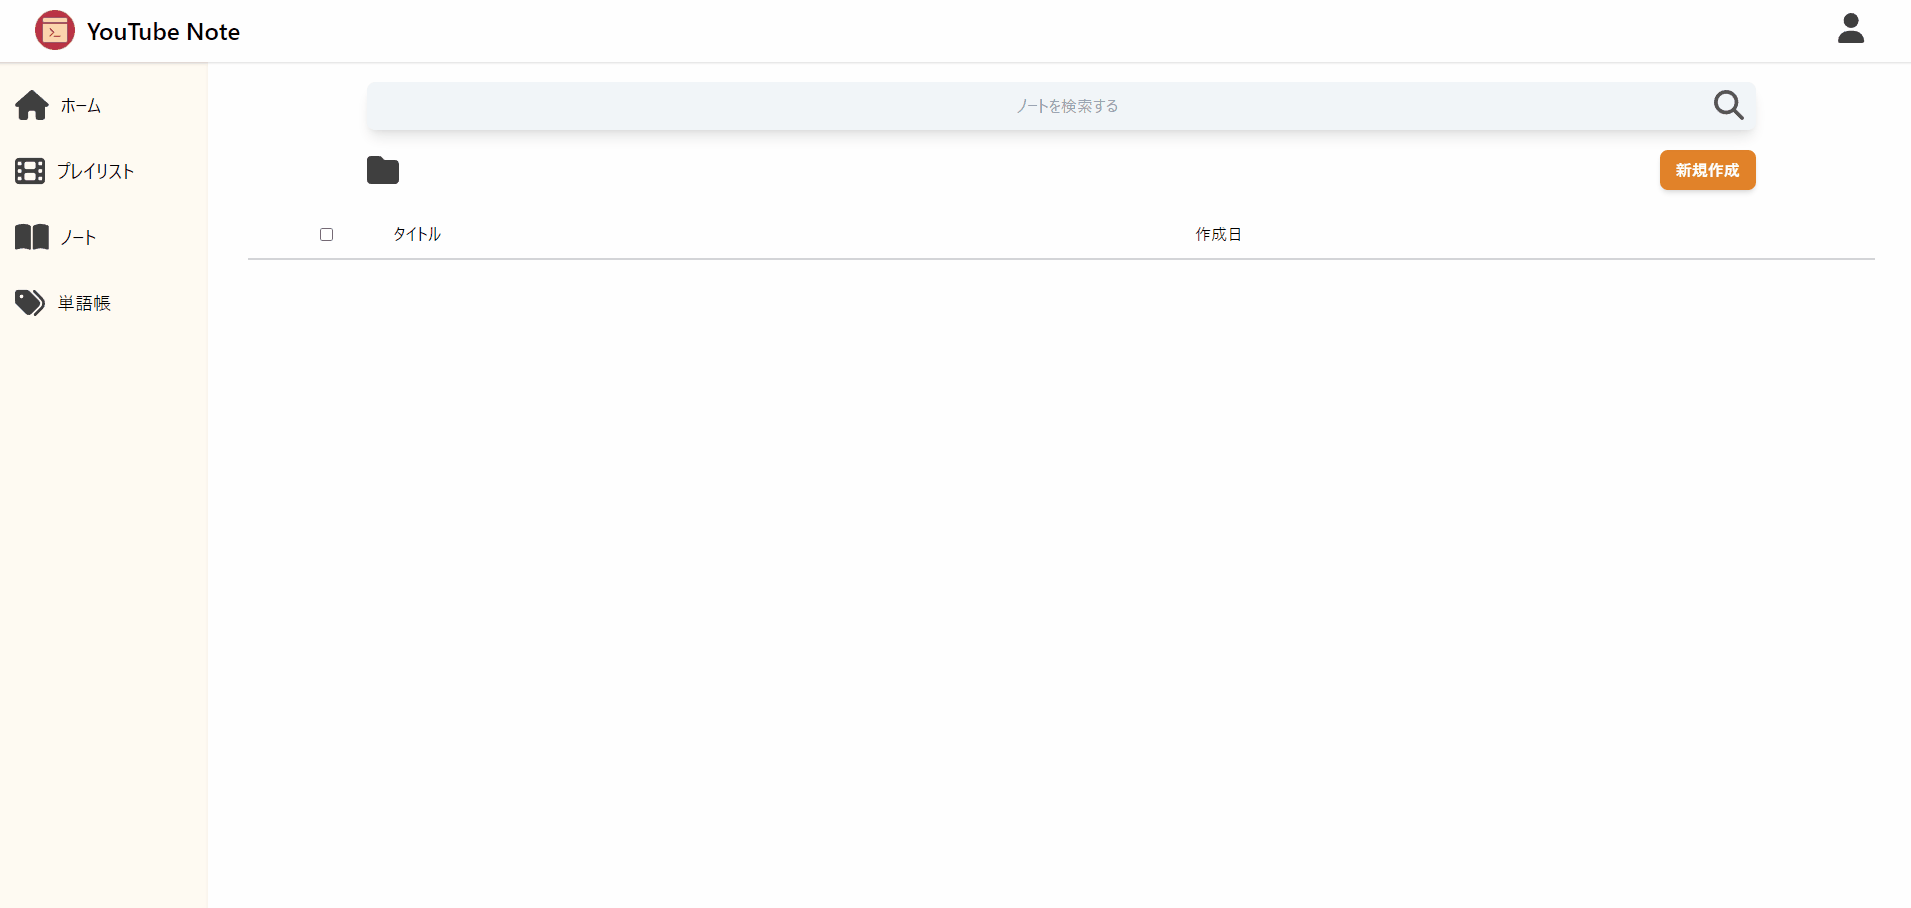 YouTube Note
ホーム
プレイリスト
ノート
単語帳
ノートを検索する
新規作成
タイトル
作成日